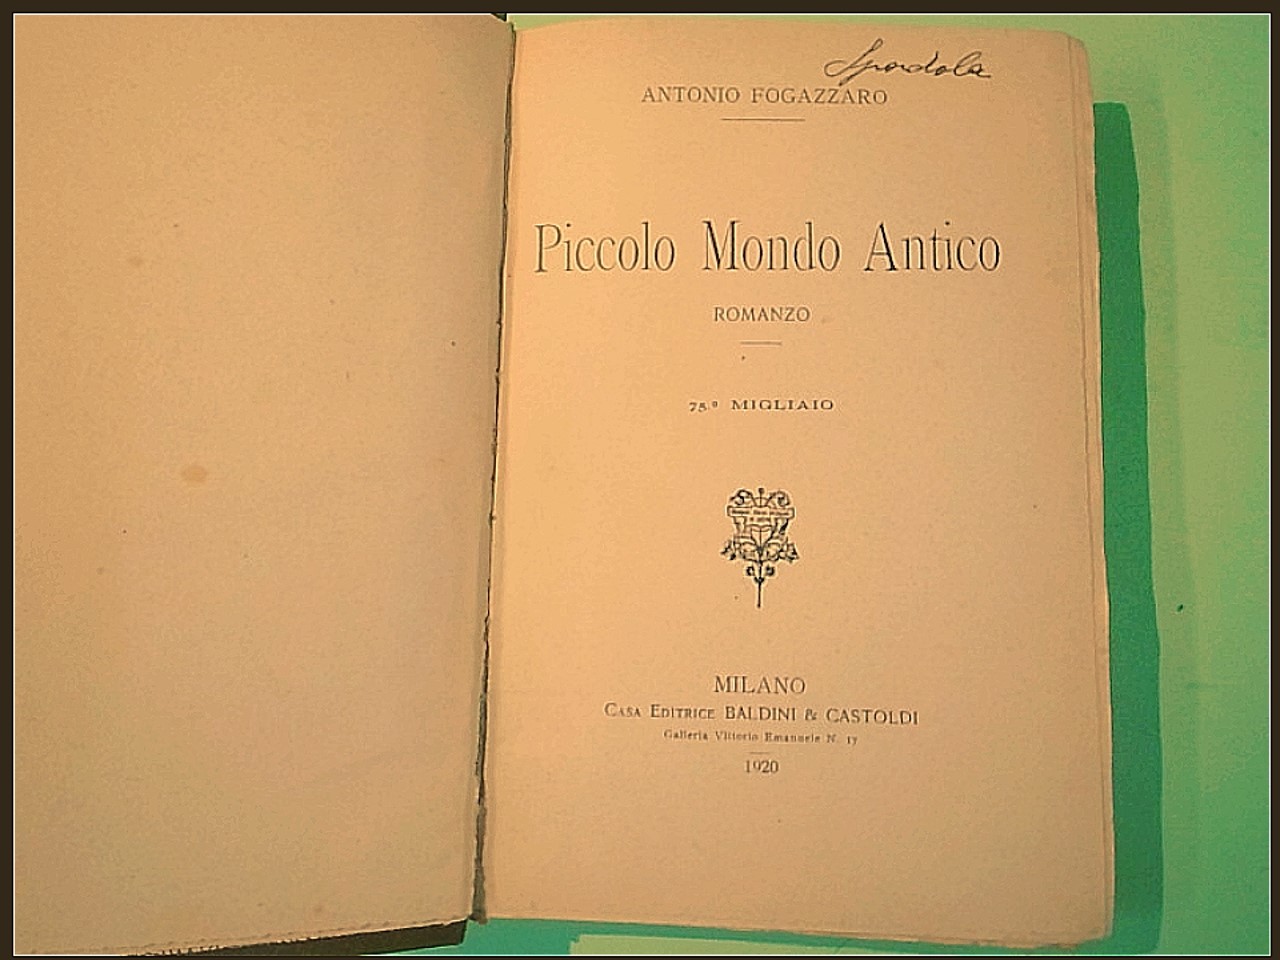 Spadola
ANTONIO FOGAZZARO
Piccolo Mondo Antico
ROMANZO
75.º MIGLIAIO
MILANO
CASA EDITRICE BALDINI & CASTOLDI
Galleria Vittorio Emanuele N. 17
1920